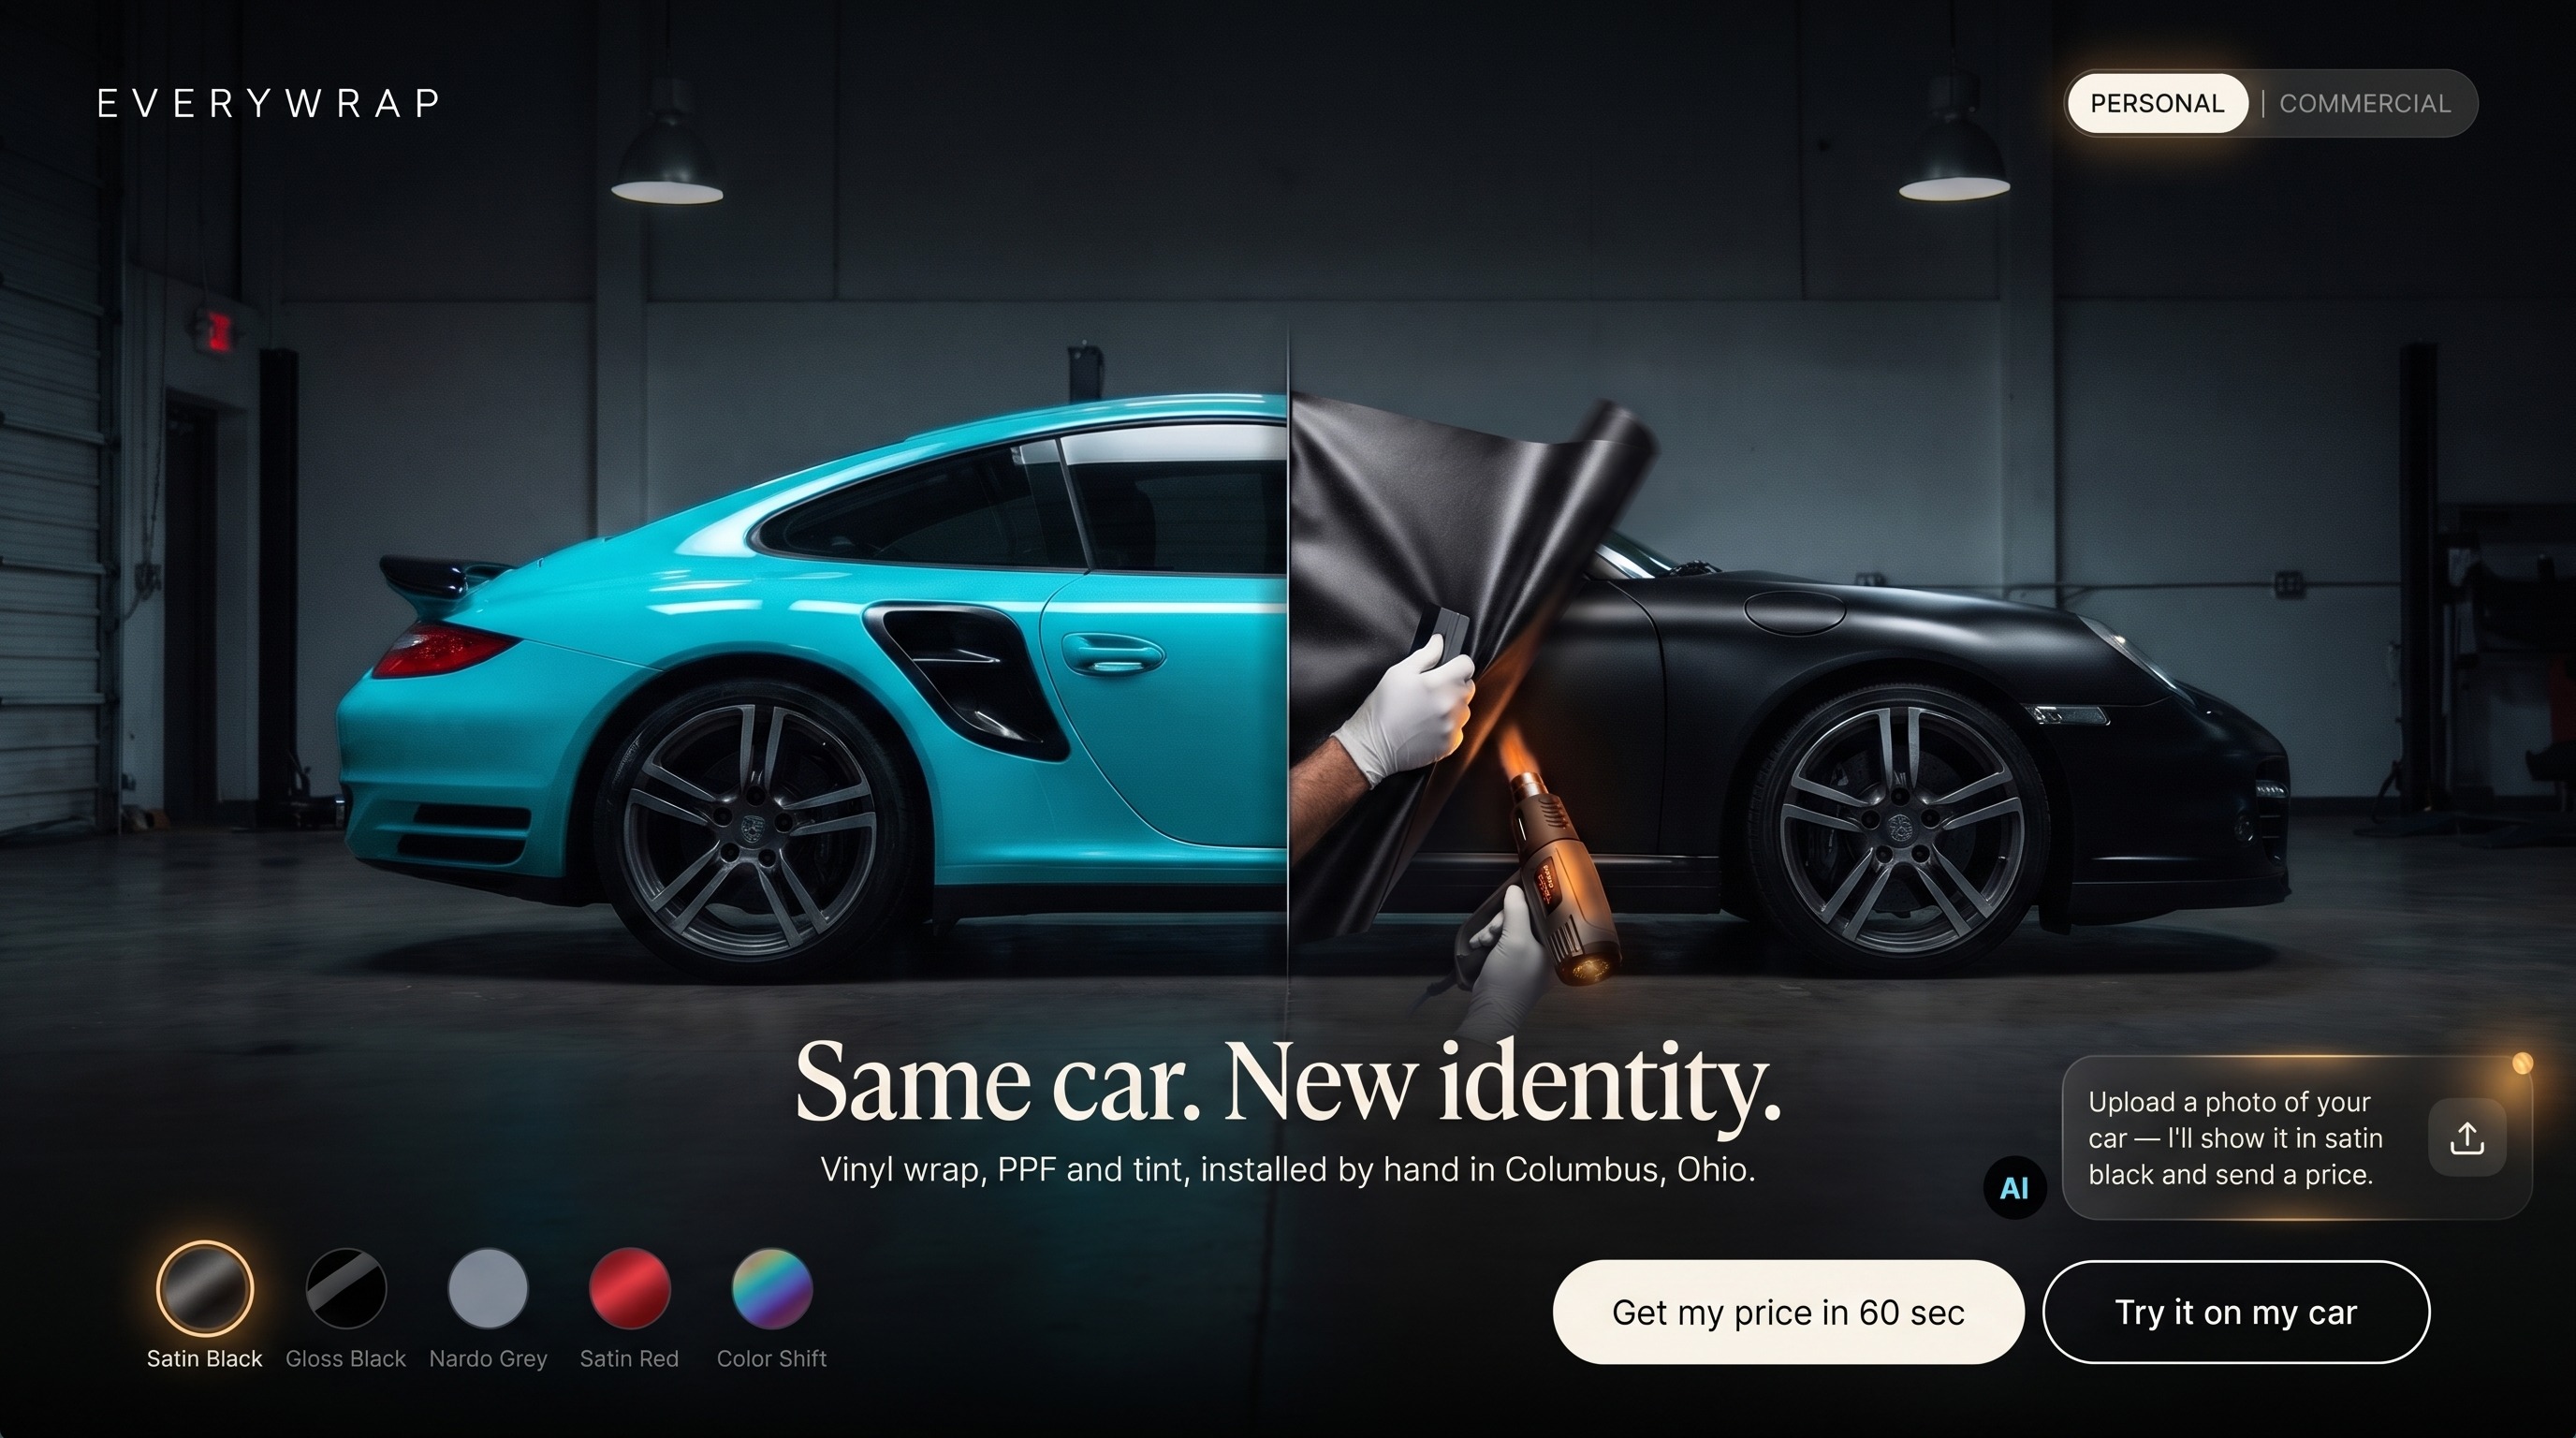 EVERYWRAP
PERSONAL | COMMERCIAL
Same car. New identity.
Vinyl wrap, PPF and tint, installed by hand in Columbus, Ohio.
Upload a photo of your
car — I'll show it in satin
black and send a price.
AI
Satin Black
Gloss Black
Nardo Grey
Satin Red
Color Shift
Get my price in 60 sec
Try it on my car